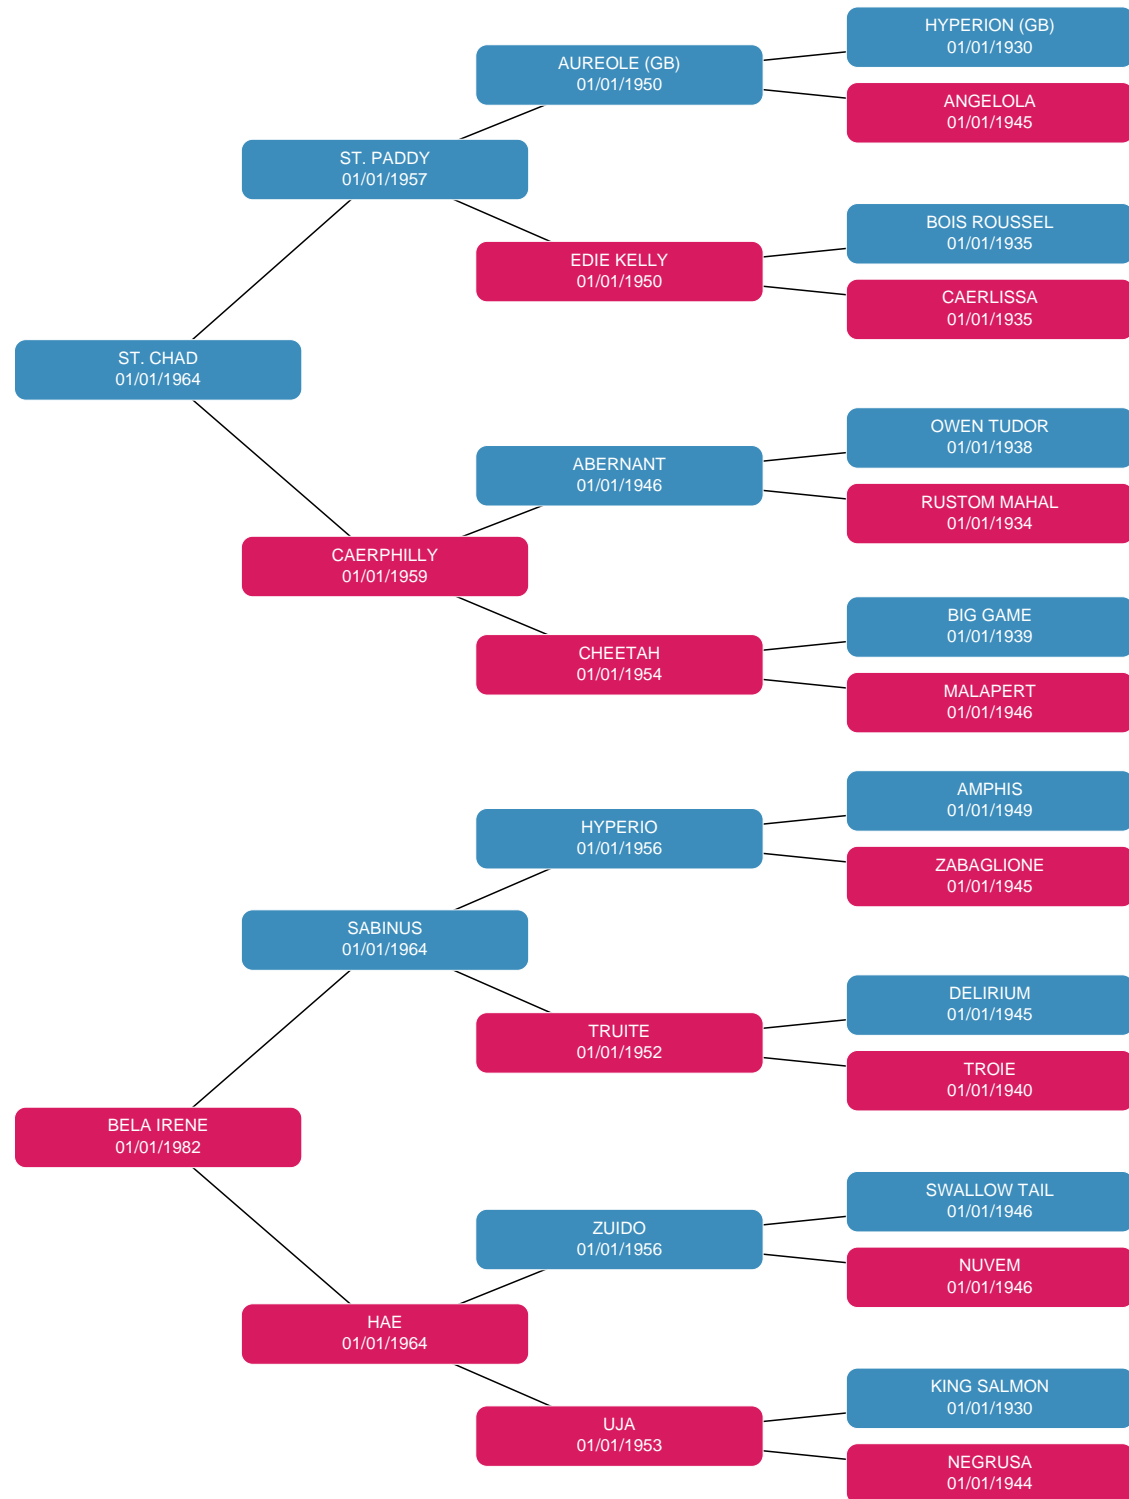 HYPERION (GB)
01/01/1930
AUREOLE (GB)
01/01/1950
ANGELOLA
01/01/1945
ST. PADDY
01/01/1957
BOIS ROUSSEL
01/01/1935
EDIE KELLY
01/01/1950
CAERLISSA
01/01/1935
ST. CHAD
01/01/1964
OWEN TUDOR
01/01/1938
ABERNANT
01/01/1946
RUSTOM MAHAL
01/01/1934
CAERPHILLY
01/01/1959
BIG GAME
01/01/1939
CHEETAH
01/01/1954
MALAPERT
01/01/1946
AMPHIS
01/01/1949
HYPERIO
01/01/1956
ZABAGLIONE
01/01/1945
SABINUS
01/01/1964
DELIRIUM
01/01/1945
TRUITE
01/01/1952
TROIE
01/01/1940
BELA IRENE
01/01/1982
SWALLOW TAIL
01/01/1946
ZUIDO
01/01/1956
NUVEM
01/01/1946
HAE
01/01/1964
KING SALMON
01/01/1930
UJA
01/01/1953
NEGRUSA
01/01/1944